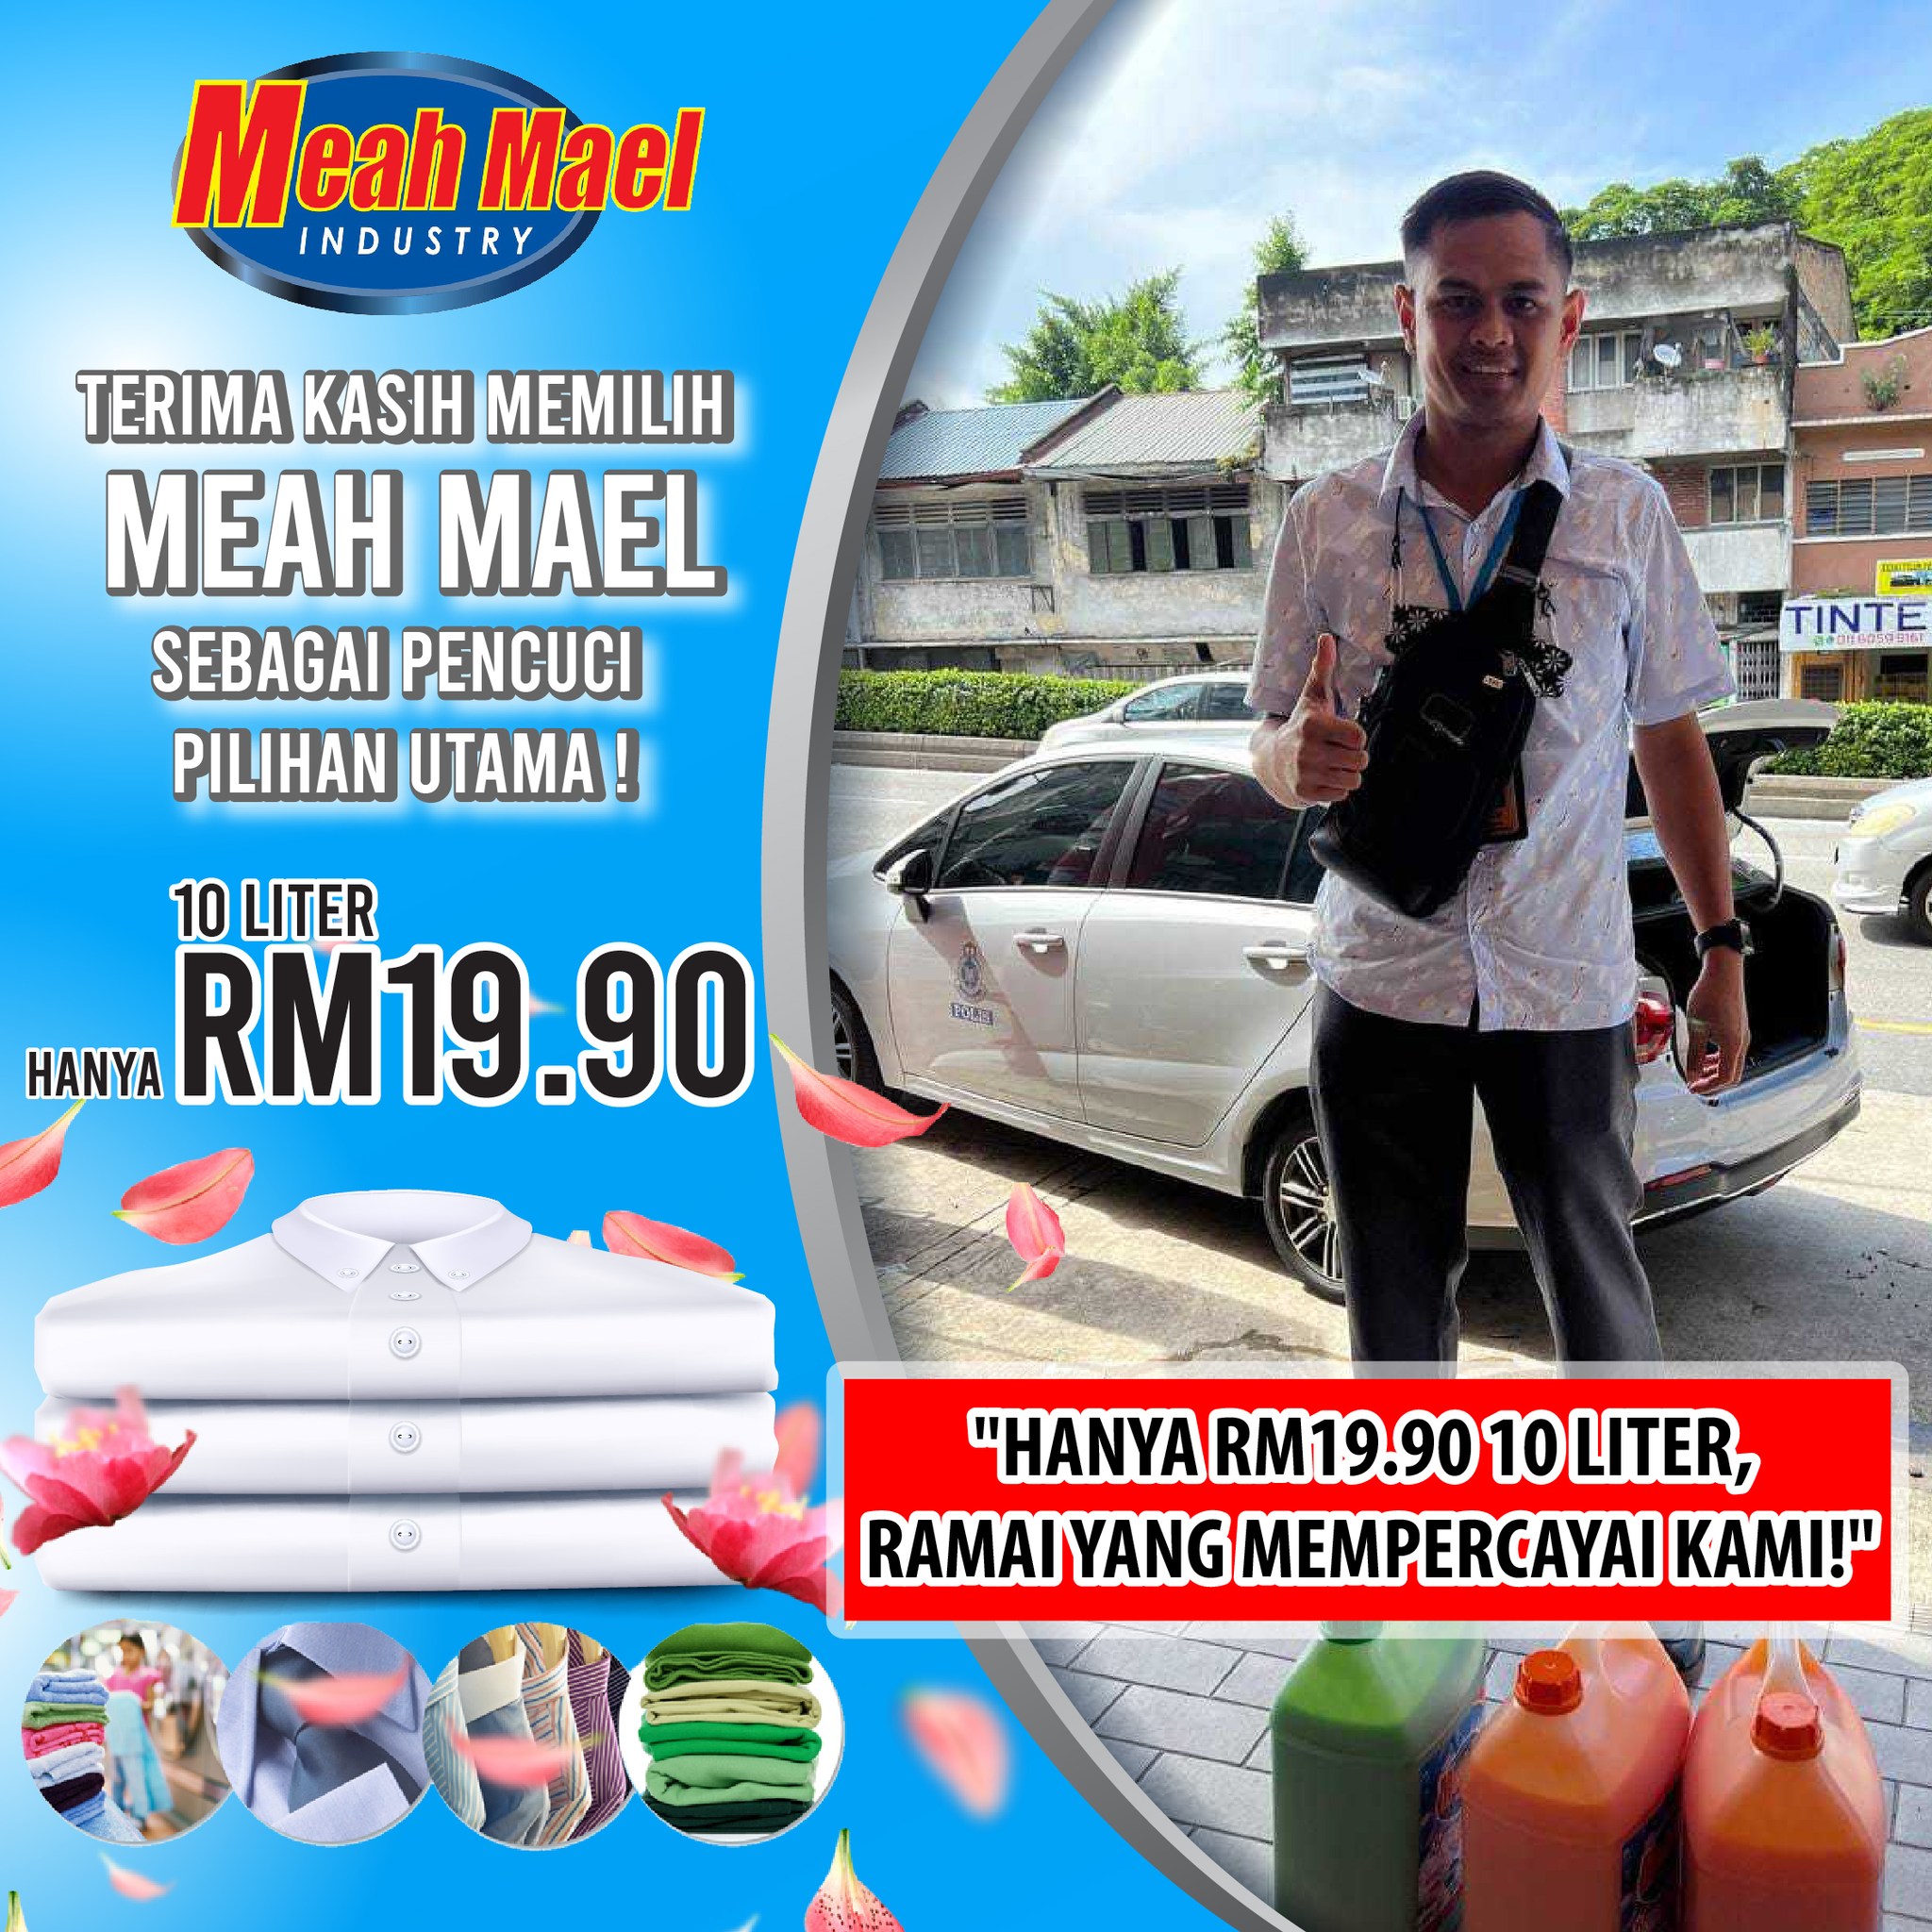 Meah Mael
INDUSTRY
TERIMA KASIH MEMILIH
MEAH MAEL
SEBAGAI PENCUCI
PILIHAN UTAMA !
10 LITER
HANYA RM19.90
TINTE
POLIS
"HANYA RM19.90 10 LITER,
RAMAI YANG MEMPERCAYAI KAMI!"